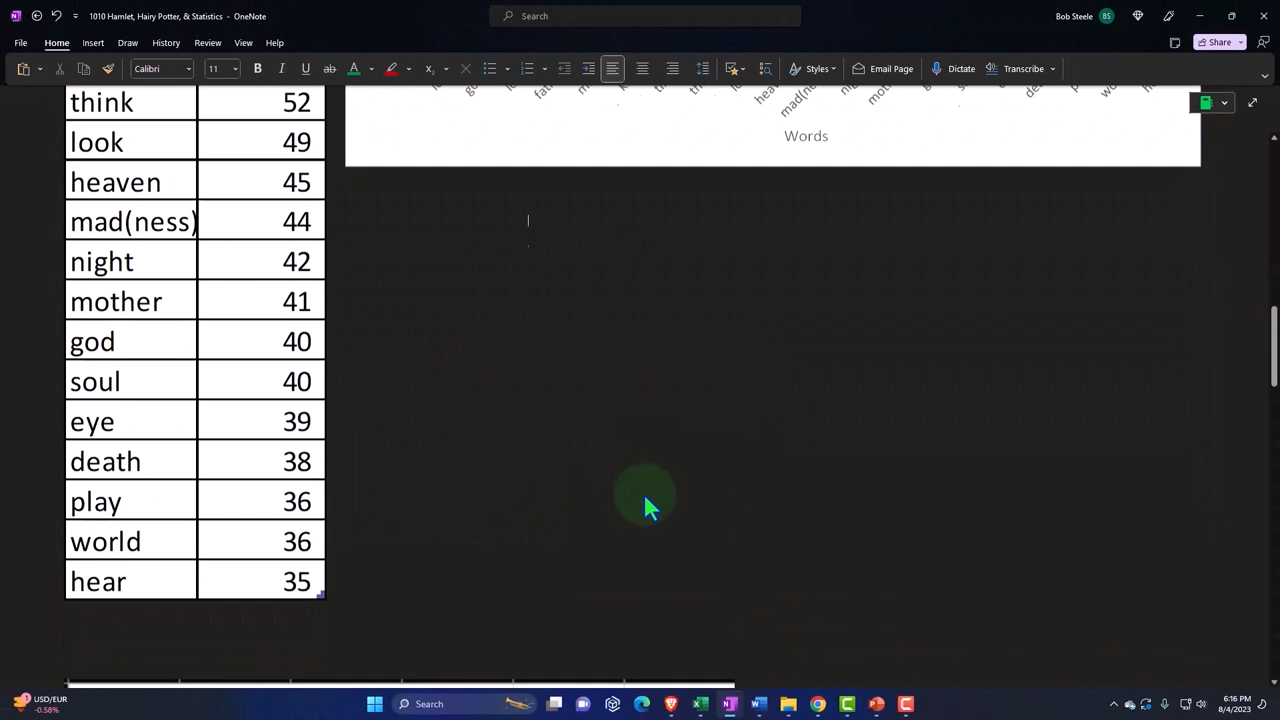 1010 Hamlet, Hairy Potter, & Statistics - OneNote
Search
Bob Steele
BS
File
Home
Insert
Draw
History
Review
View
Help
Share
Calibri
11
Styles
Email Page
Dictate
Transcribe
think 52
look 49
heaven 45
mad(ness) 44
night 42
mother 41
god 40
soul 40
eye 39
death 38
play 36
world 36
hear 35
Words
USD/EUR
-0.58%
Search
6:16 PM
8/4/2023